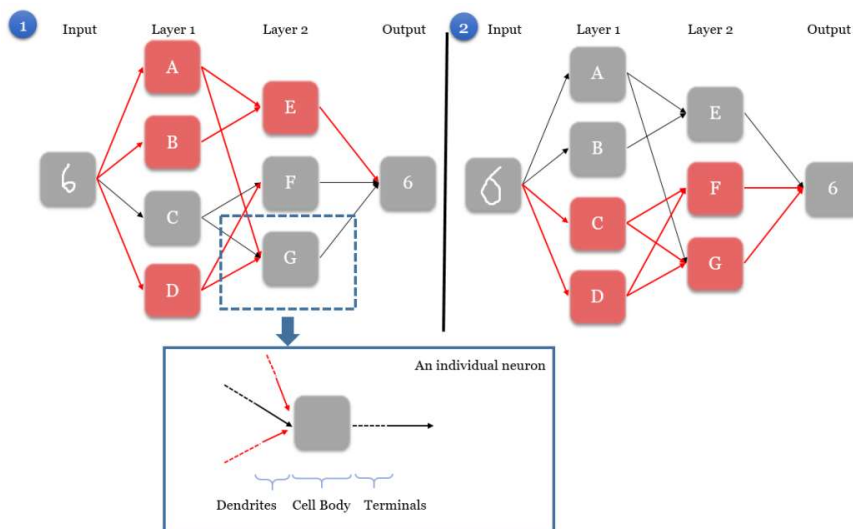 1
Input
Layer 1
Layer 2
Output
A
B
C
D
E
F
G
6
6
2
Input
Layer 1
Layer 2
Output
A
B
C
D
E
F
G
6
6
An individual neuron
Dendrites Cell Body Terminals